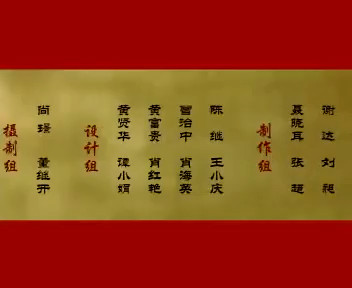 谢达 刘
聂晓耳 张超
制作组
陈继 王小庆
曾治中 肖海英
黄富贵 肖红艳
黄贤华 谭小娟
设计组
尚璟 董继开
摄制组